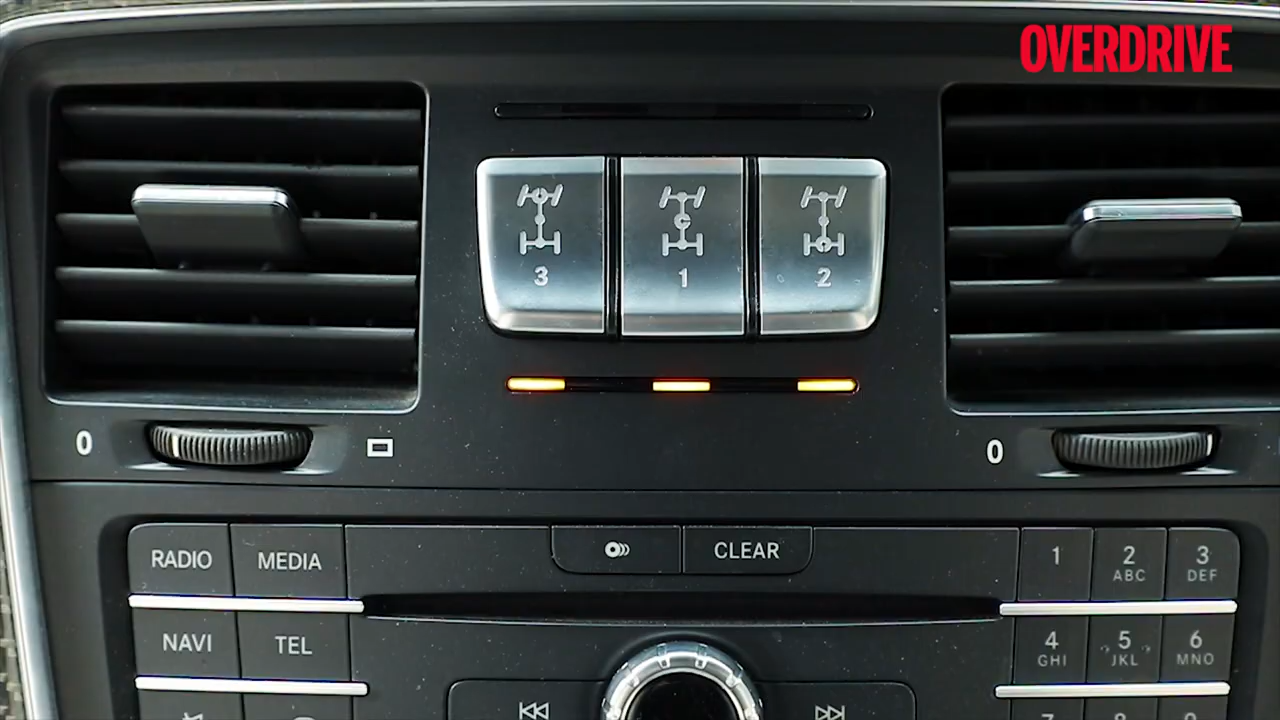 OVERDRIVE
3 1 2
0 0
RADIO MEDIA CLEAR 1 2 ABC 3 DEF
NAVI TEL 4 GHI 5 JKL 6 MNO